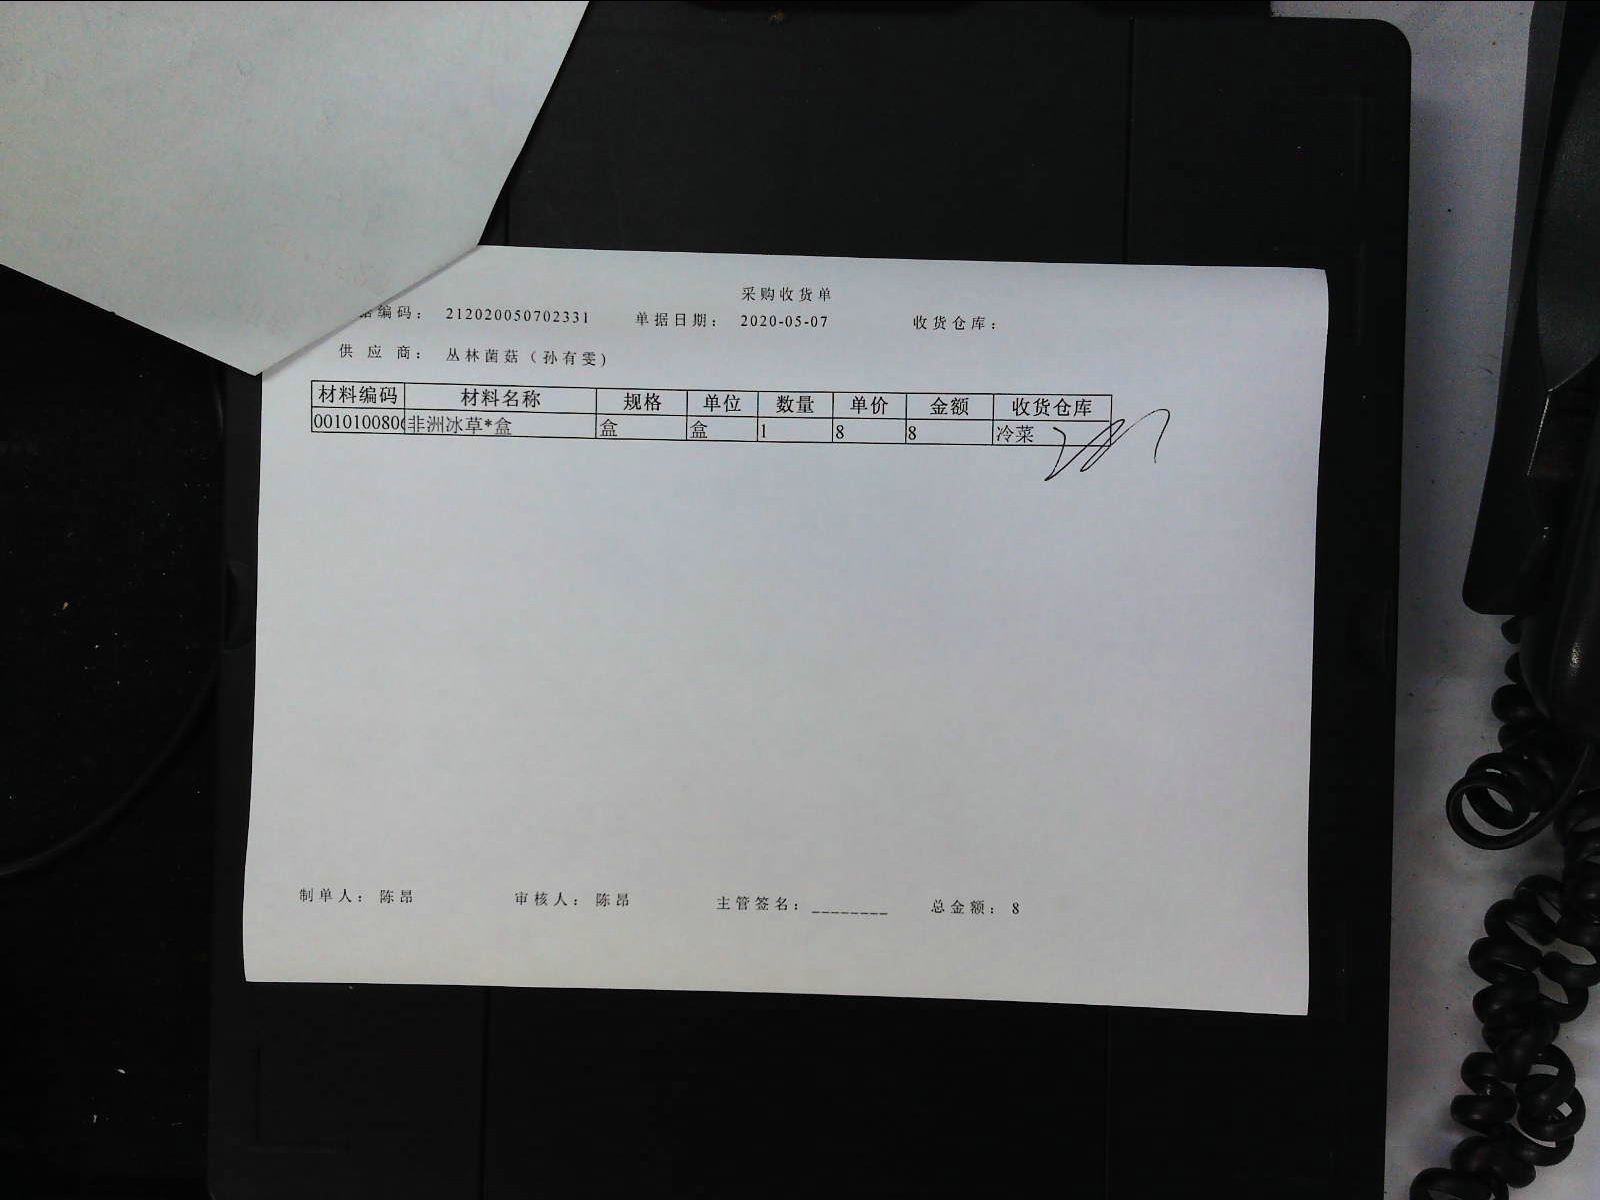 采购收货单
编码： 212020050702331 单据日期： 2020-05-07 收货仓库：
供应商： 丛林菌菇（孙有雯)
材料编码 材料名称 规格 单位 数量 单价 金额 收货仓库
001010080 非洲冰草*盒 盒 盒 1 8 8 冷菜
制单人： 陈昂 审核人： 陈昂 主管签名：________ 总金额： 8